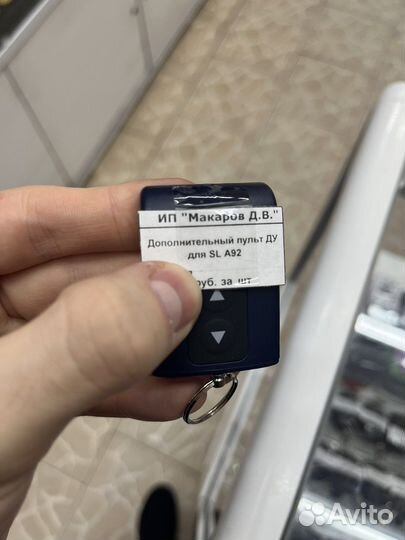 ИП "Макаров Д.В."
Дополнительный пульт ДУ
для SL A92
руб. за шт
Avito